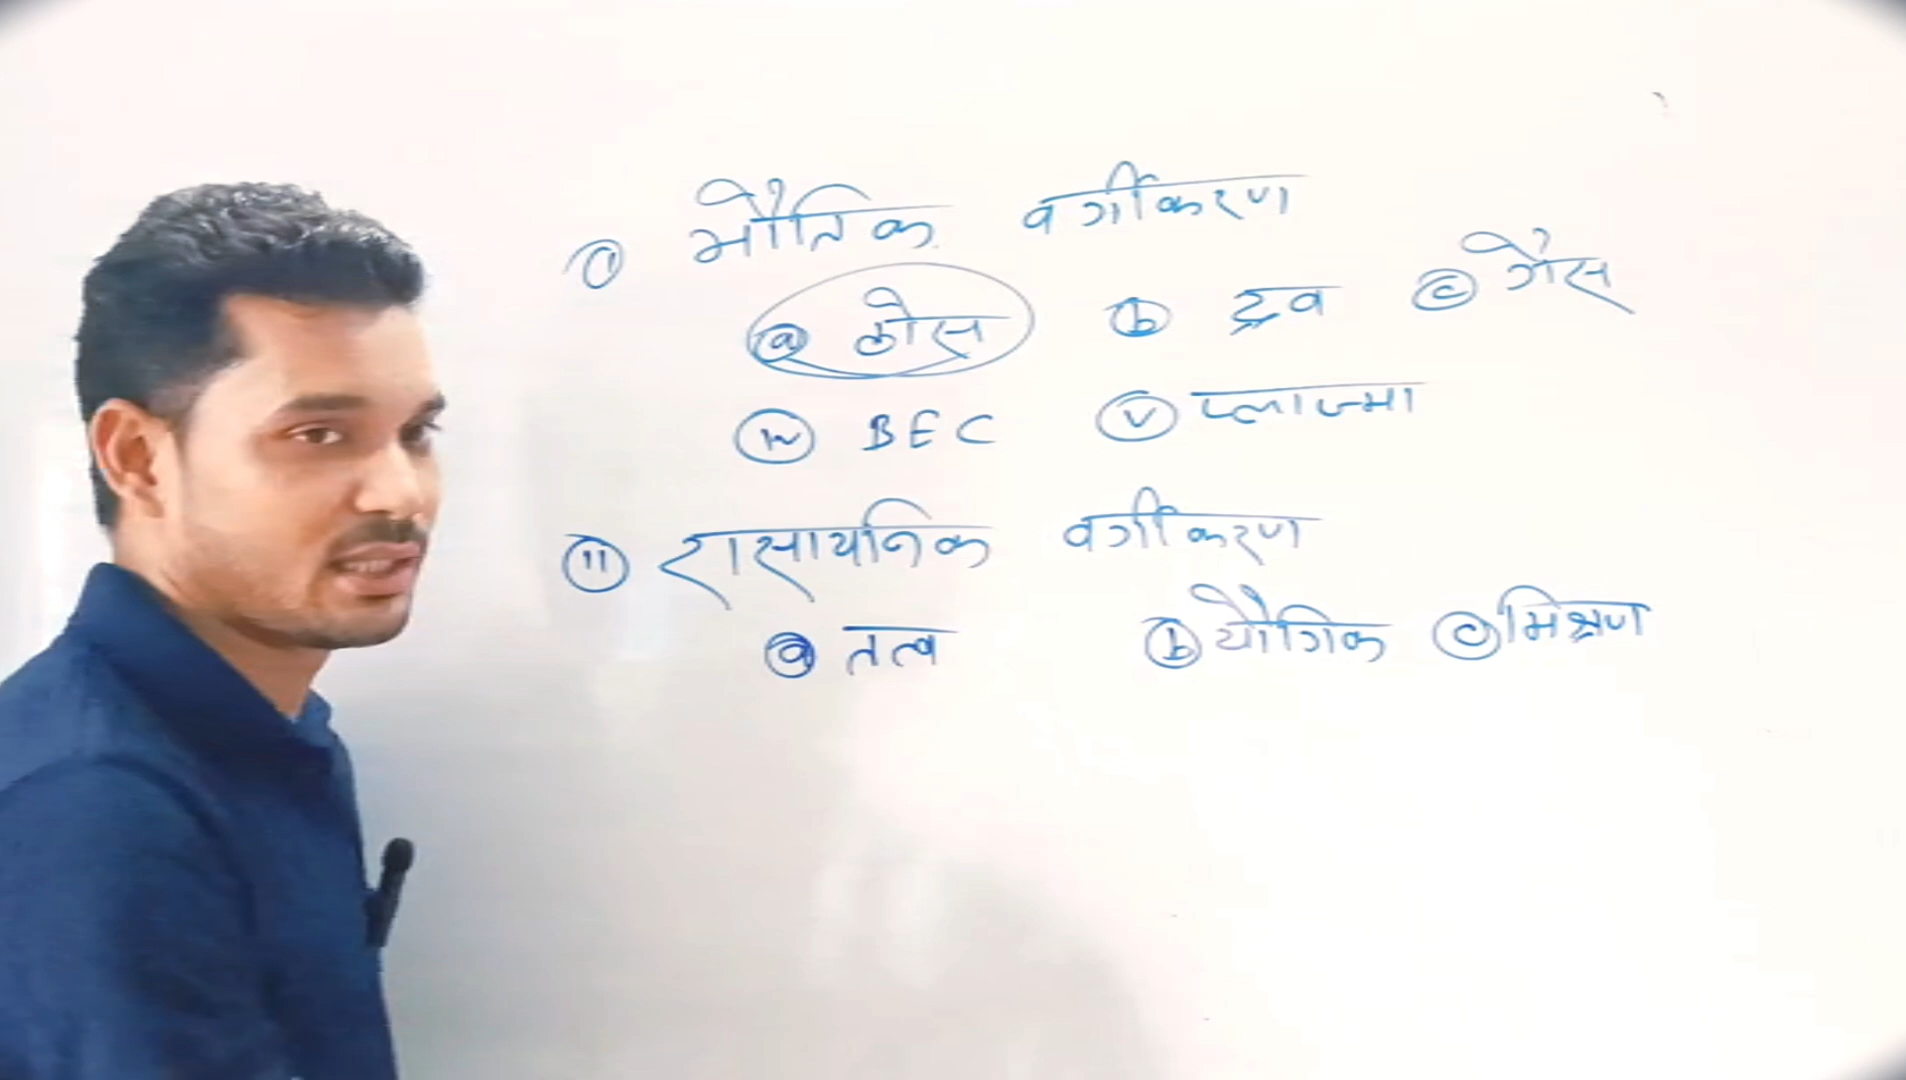 (i) भौतिक वर्गीकरण
(a) ठोस (b) द्रव (c) गैस
(iv) BEC (v) प्लाज्मा
(ii) रासायनिक वर्गीकरण
(a) तत्व (b) यौगिक (c) मिश्रण